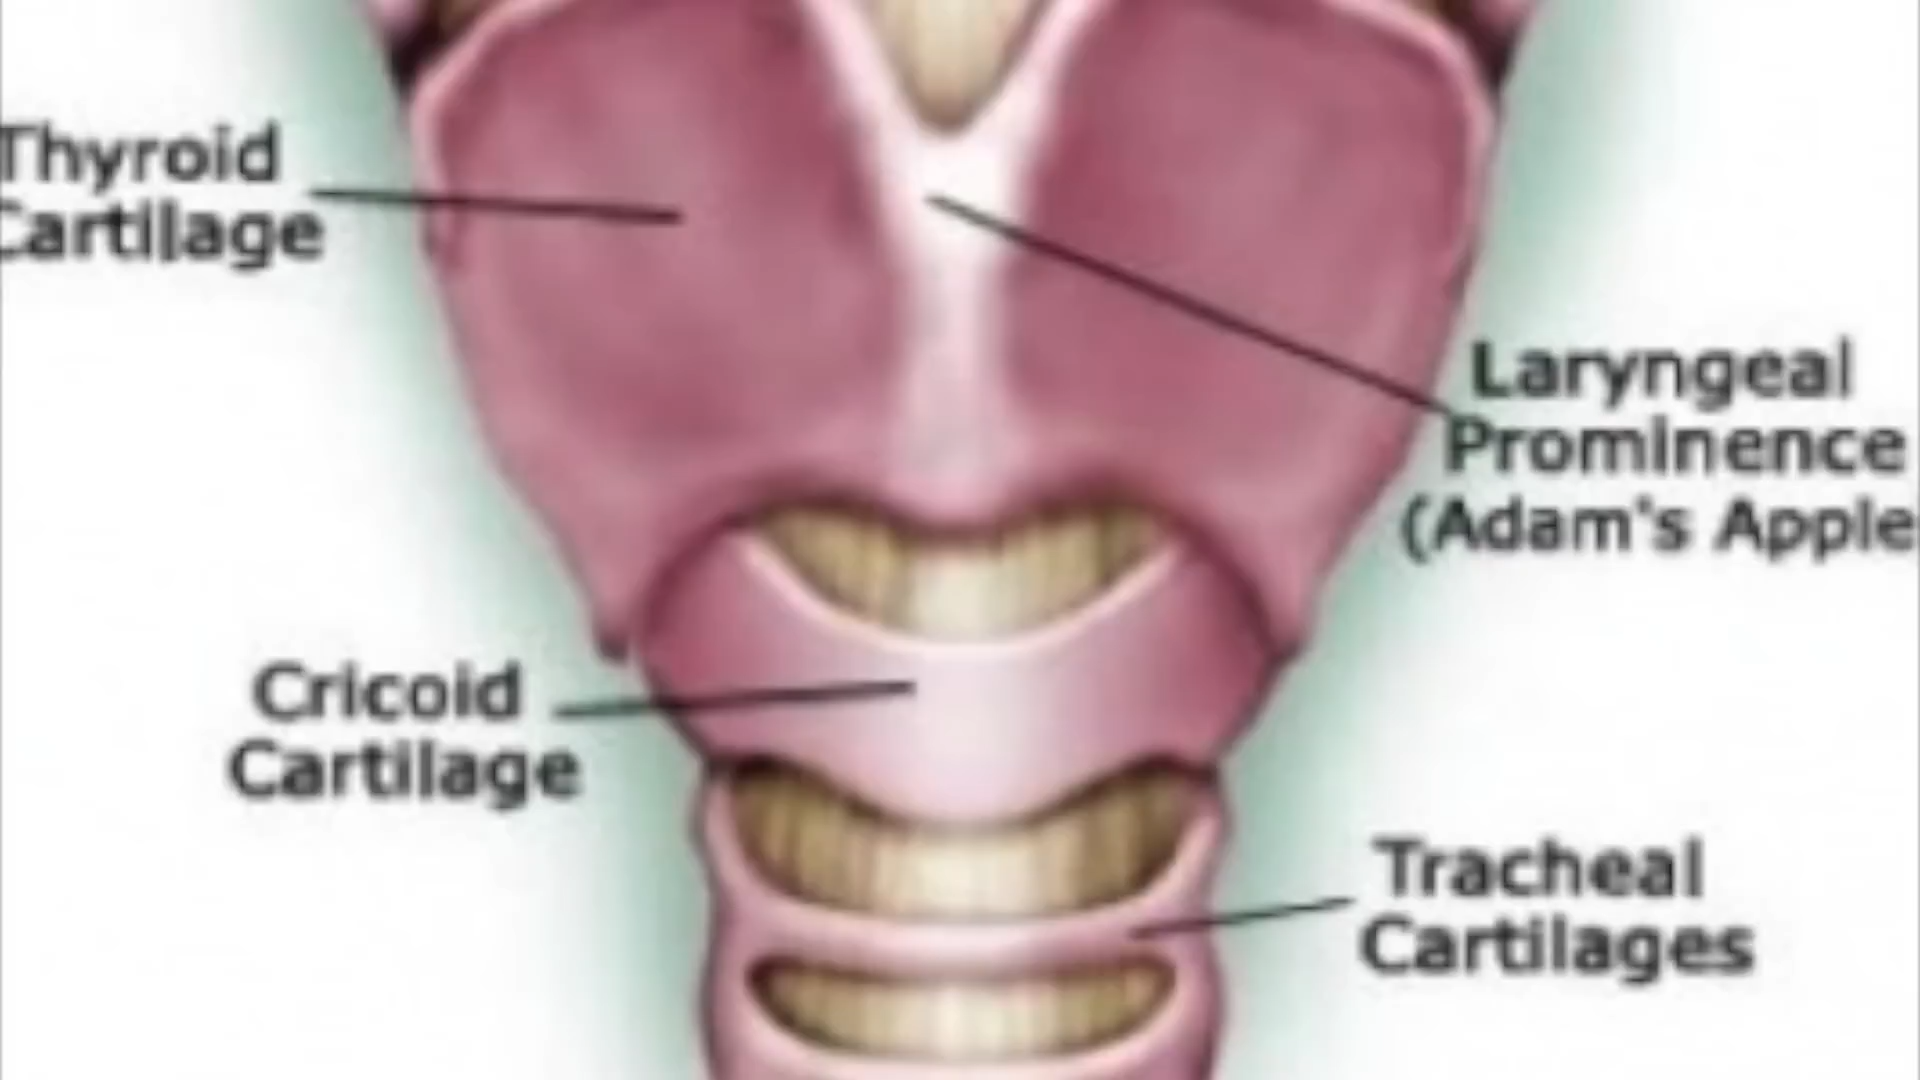 Thyroid
Cartilage
Laryngeal
Prominence
(Adam's Apple
Cricoid
Cartilage
Tracheal
Cartilages